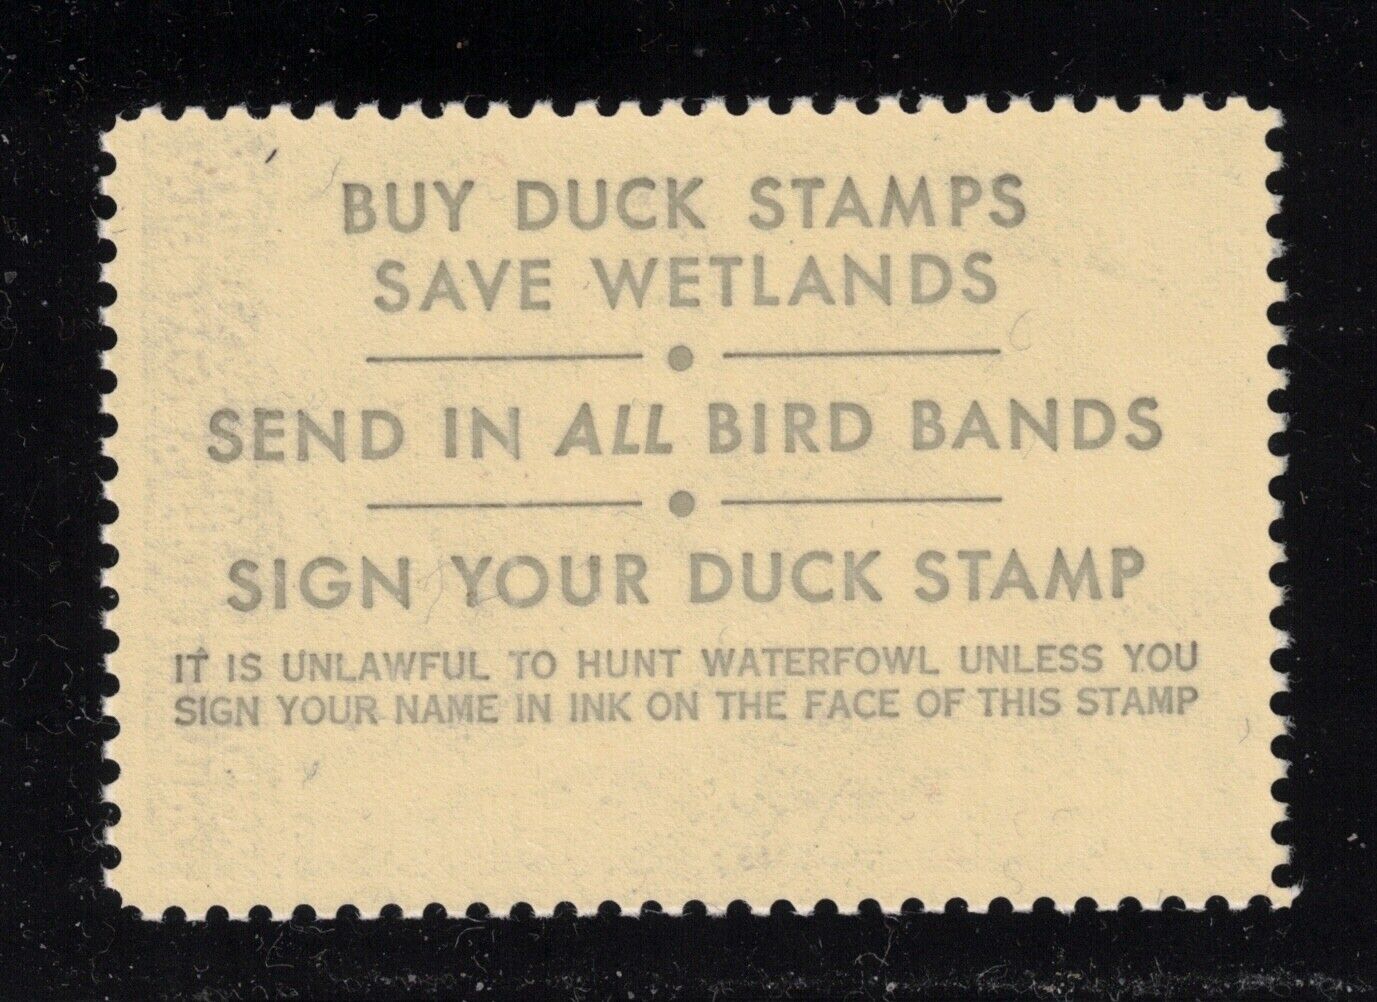 BUY DUCK STAMPS
SAVE WETLANDS
SEND IN ALL BIRD BANDS
SIGN YOUR DUCK STAMP
IT IS UNLAWFUL TO HUNT WATERFOWL UNLESS YOU
SIGN YOUR NAME IN INK ON THE FACE OF THIS STAMP